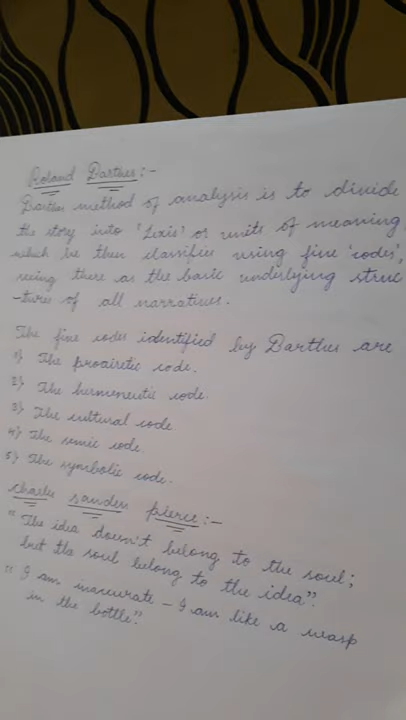 Roland Barthes:-
Barthes method of analysis is to divide
the story into 'Lexis' or units of meaning
which he then classifies using five 'codes',
seeing there as the basic underlying struc
-tures of all narratives.
The five codes identified by Barthes are
1) The proairetic code.
2) The hermeneutic code.
3) The cultural code.
4) The semic code.
5) The symbolic code.
Charles sanders pierce:-
"The idea doesn't belong to the soul;
but the soul belong to the idea".
" I am inaccurate - I am like a wasp
in the bottle".